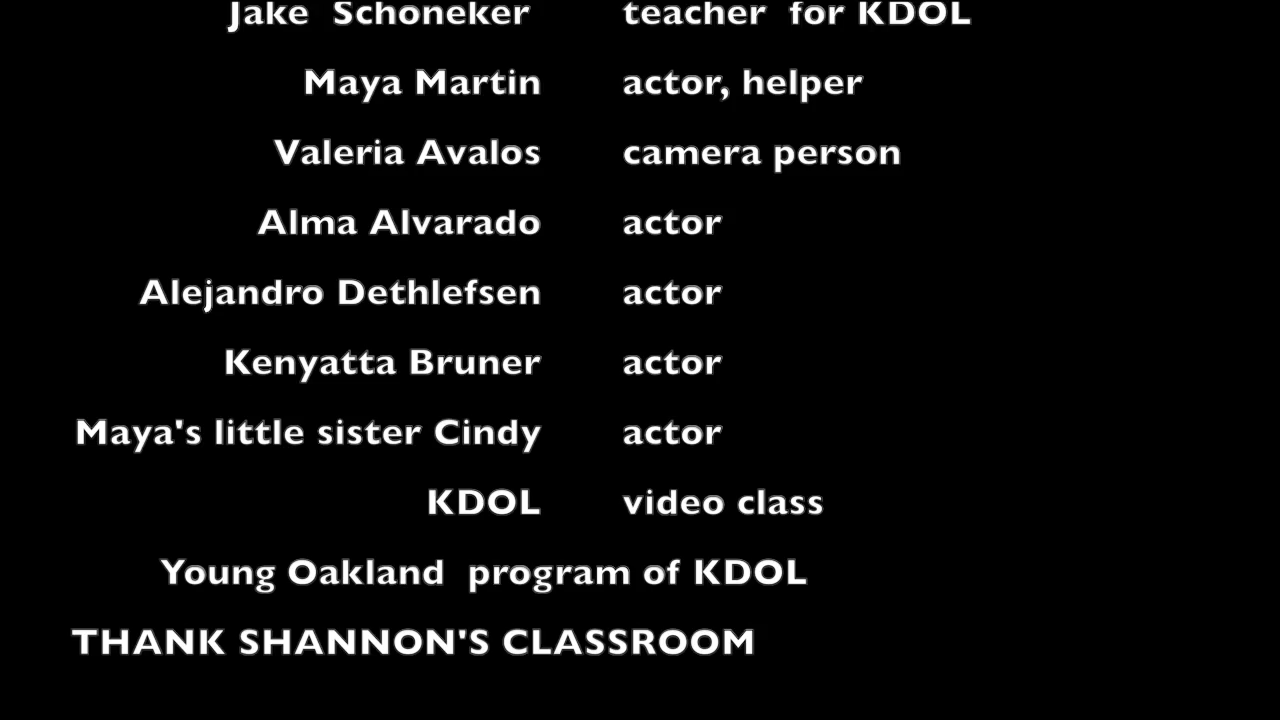 Jake Schoneker teacher for KDOL
Maya Martin actor, helper
Valeria Avalos camera person
Alma Alvarado actor
Alejandro Dethlefsen actor
Kenyatta Bruner actor
Maya's little sister Cindy actor
KDOL video class
Young Oakland program of KDOL
THANK SHANNON'S CLASSROOM